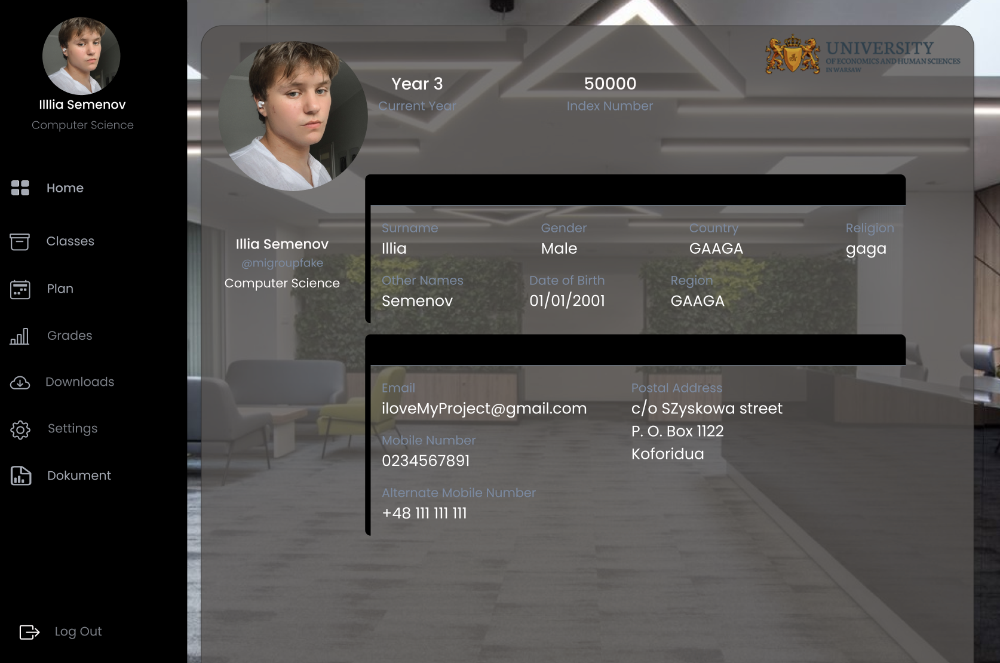 Illlia Semenov
Computer Science
Home
Classes
Plan
Grades
Downloads
Settings
Dokument
Log Out
UNIVERSITY
OF ECONOMICS AND HUMAN SCIENCES
IN WARSAW
Year 3
Current Year
50000
Index Number
Illia Semenov
@migroupfake
Computer Science
Surname
Illia
Gender
Male
Country
GAAGA
Religion
gaga
Other Names
Semenov
Date of Birth
01/01/2001
Region
GAAGA
Email
iloveMyProject@gmail.com
Mobile Number
0234567891
Alternate Mobile Number
+48 111 111 111
Postal Address
c/o SZyskowa street
P. O. Box 1122
Koforidua